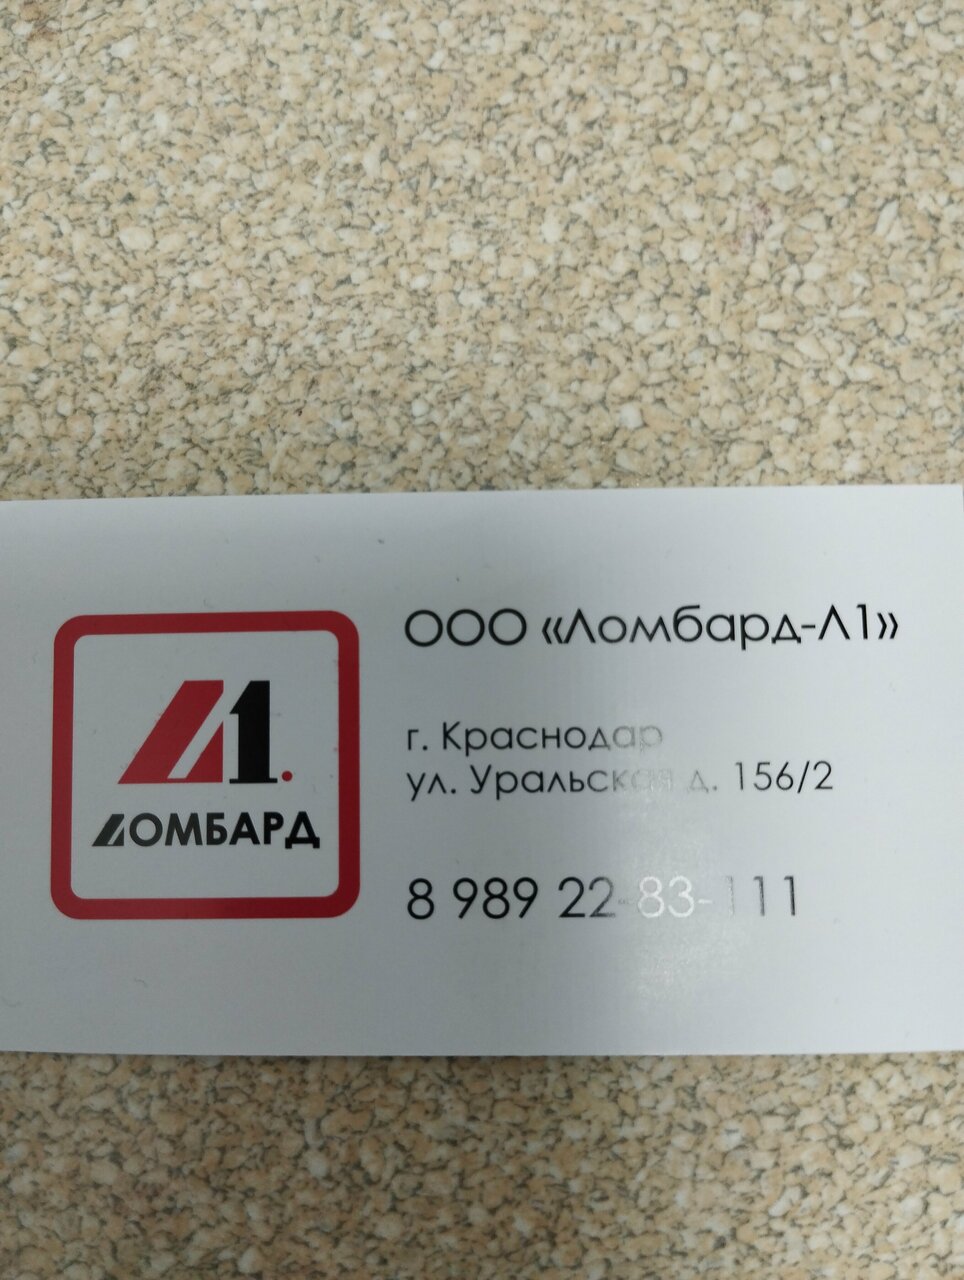 Л1.
ЛОМБАРД
ООО «Ломбард-Л1»
г. Краснодар
ул. Уральская д. 156/2
8 989 22-83-111